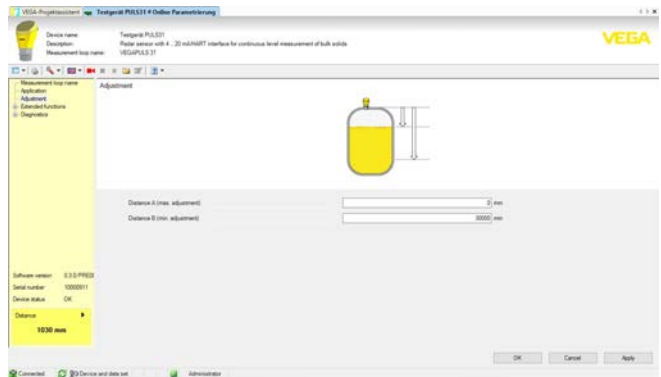 VEGA-Projektassistent
Testgerät PULS31 # Online Parametrierung
Device name: Testgerät PULS31
Description: Radar sensor with 4 .. 20 mA/HART interface for continuous level measurement of bulk solids
Measurement loop name: VEGAPULS 31
VEGA
Measurement loop name
Application
Adjustment
Extended functions
Diagnostics
Adjustment
Distance A (max. adjustment) 0 mm
Distance B (min. adjustment) 30000 mm
Software version
Serial number 10000911
Device status OK
Distance
1030 mm
OK Cancel Apply
Connected Device and data set Administrator